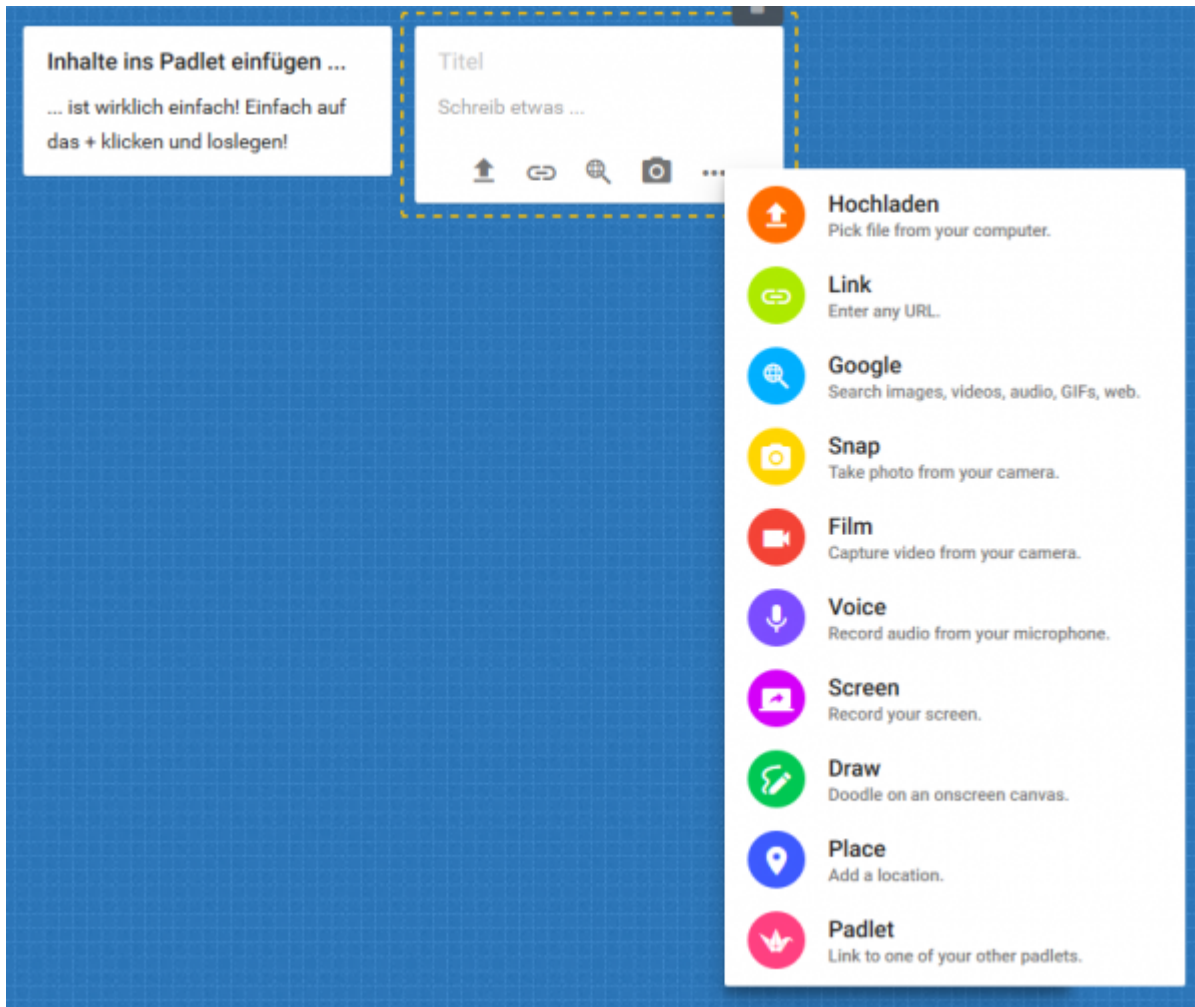 Inhalte ins Padlet einfügen ...
... ist wirklich einfach! Einfach auf
das + klicken und loslegen!
Titel
Schreib etwas ...
Hochladen
Pick file from your computer.
Link
Enter any URL.
Google
Search images, videos, audio, GIFs, web.
Snap
Take photo from your camera.
Film
Capture video from your camera.
Voice
Record audio from your microphone.
Screen
Record your screen.
Draw
Doodle on an onscreen canvas.
Place
Add a location.
Padlet
Link to one of your other padlets.